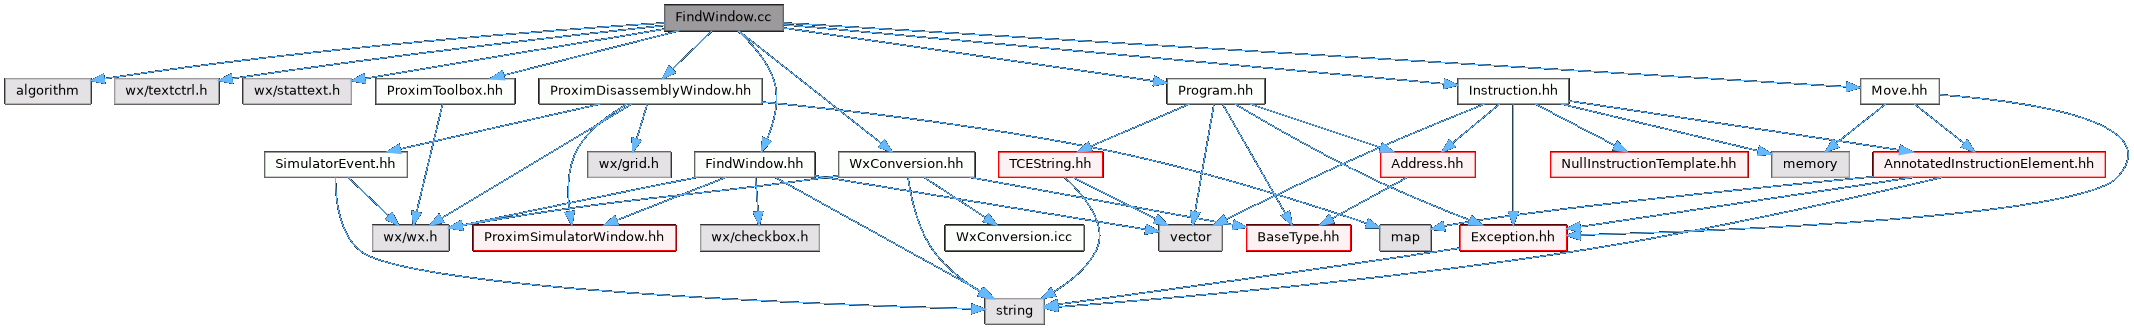 FindWindow.cc
algorithm
wx/textctrl.h
wx/stattext.h
ProximToolbox.hh
ProximDisassemblyWindow.hh
Program.hh
Instruction.hh
Move.hh
SimulatorEvent.hh
wx/grid.h
FindWindow.hh
WxConversion.hh
TCEString.hh
Address.hh
NullInstructionTemplate.hh
memory
AnnotatedInstructionElement.hh
wx/wx.h
ProximSimulatorWindow.hh
wx/checkbox.h
WxConversion.icc
vector
BaseType.hh
map
Exception.hh
string